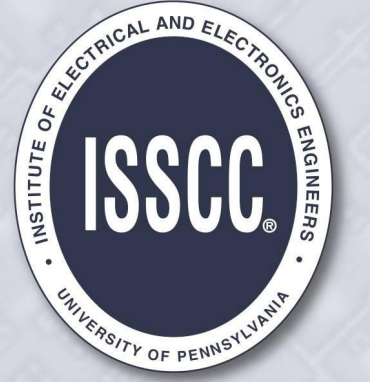 INSTITUTE OF ELECTRICAL AND ELECTRONICS ENGINEERS
ISSCC®
• UNIVERSITY OF PENNSYLVANIA •